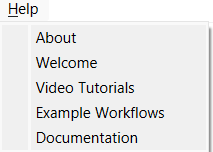 Help
About
Welcome
Video Tutorials
Example Workflows
Documentation